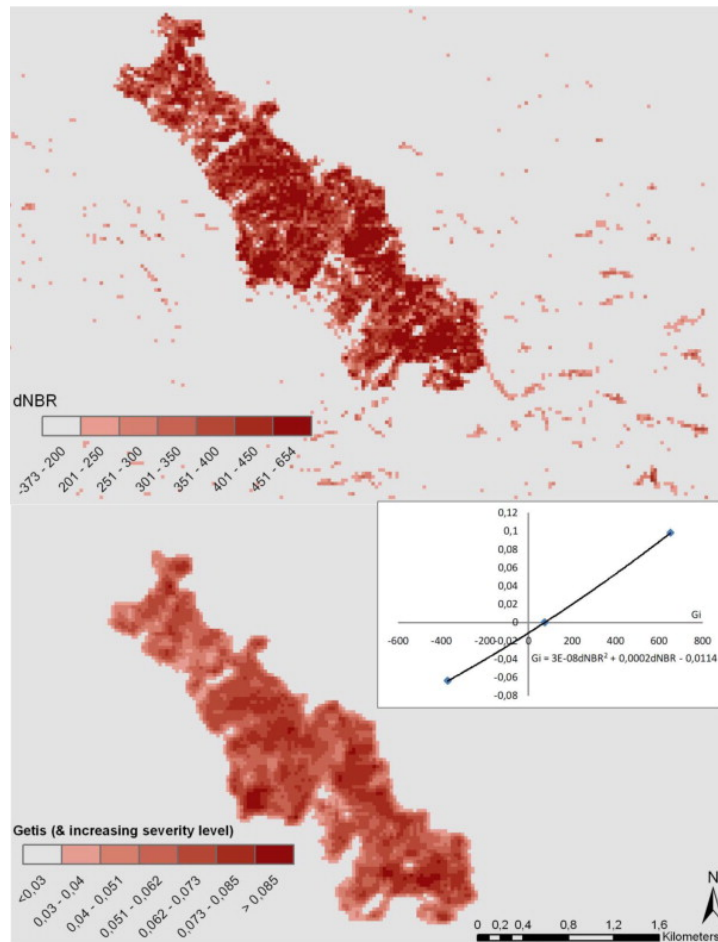 dNBR
-373 - 200
201 - 250
251 - 300
301 - 350
351 - 400
401 - 450
451 - 654
0,12
0,1
0,08
0,06
0,04
0,02
0
Gi
-600 -400 -200 0 200 400 600 800
-0,02
Gi = 3E-08dNBR² + 0,0002dNBR - 0,0114
-0,04
-0,06
-0,08
Getis (& increasing severity level)
<0,03
0,03 - 0,04
0,04 - 0,051
0,051 - 0,062
0,062 - 0,073
0,073 - 0,085
> 0,085
N
0 0,2 0,4 0,8 1,2 1,6
Kilometers